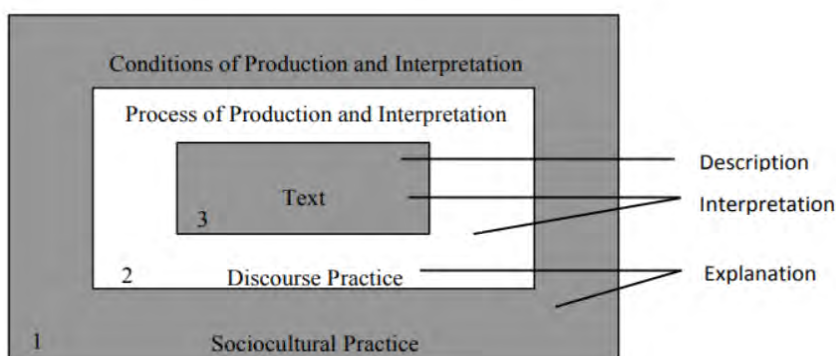 Conditions of Production and Interpretation
Process of Production and Interpretation
Description
Text
Interpretation
3
2
Discourse Practice
Explanation
1
Sociocultural Practice